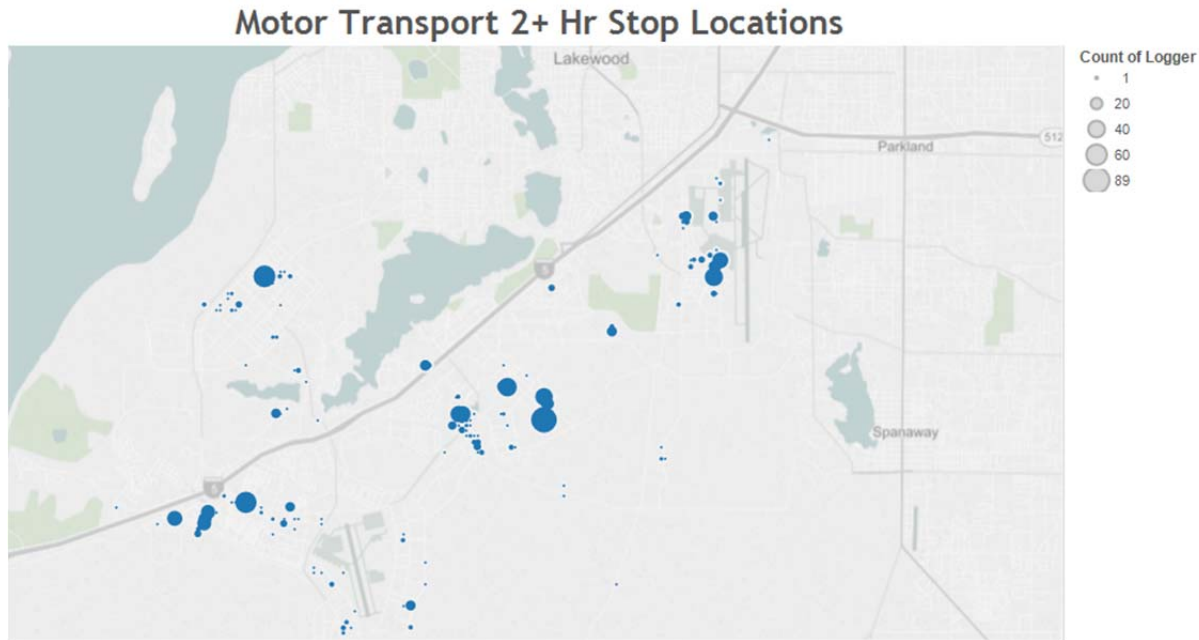 Motor Transport 2+ Hr Stop Locations
Lakewood
Count of Logger
1
20
40
60
89
512
Parkland
5
Spanaway
5